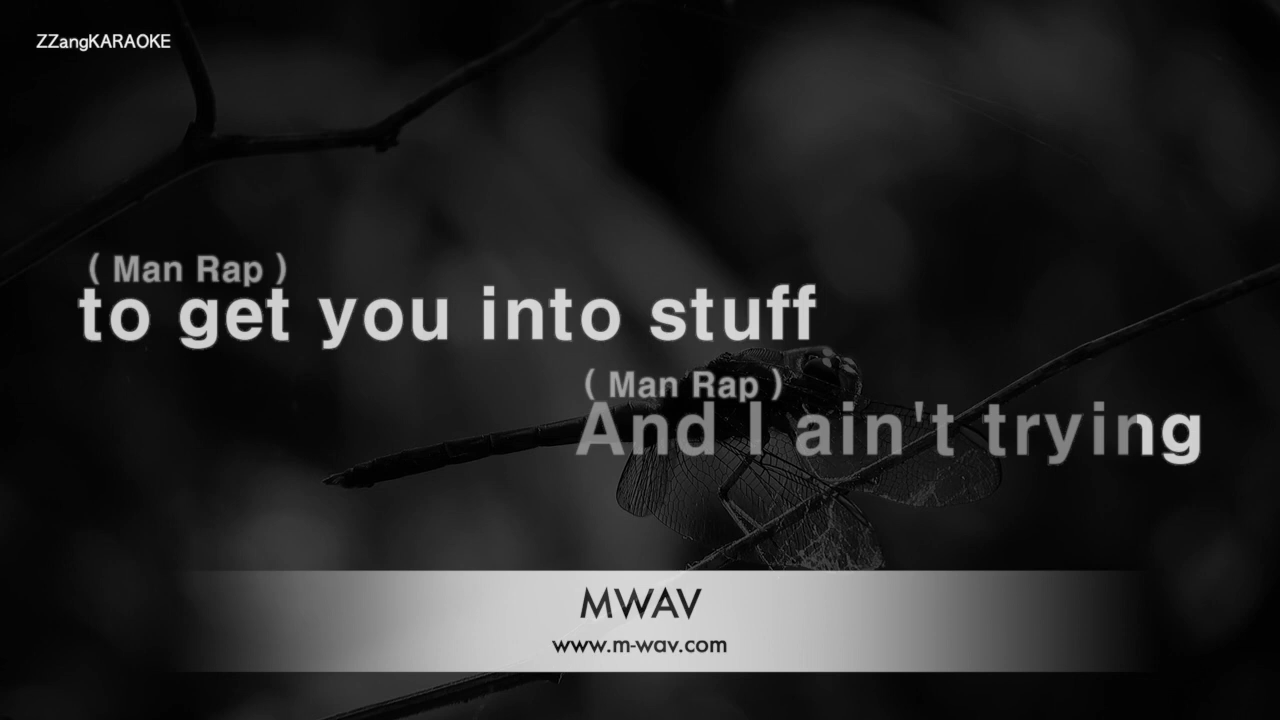 ZZangKARAOKE
( Man Rap )
to get you into stuff
( Man Rap )
And I ain't trying
MWAV
www.m-wav.com